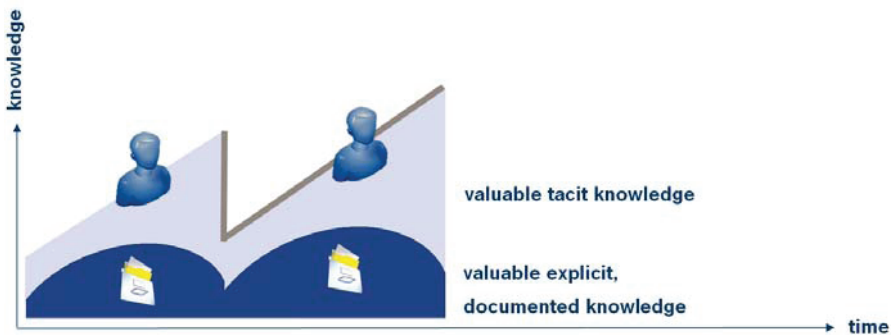 knowledge
valuable tacit knowledge
valuable explicit,
documented knowledge
time